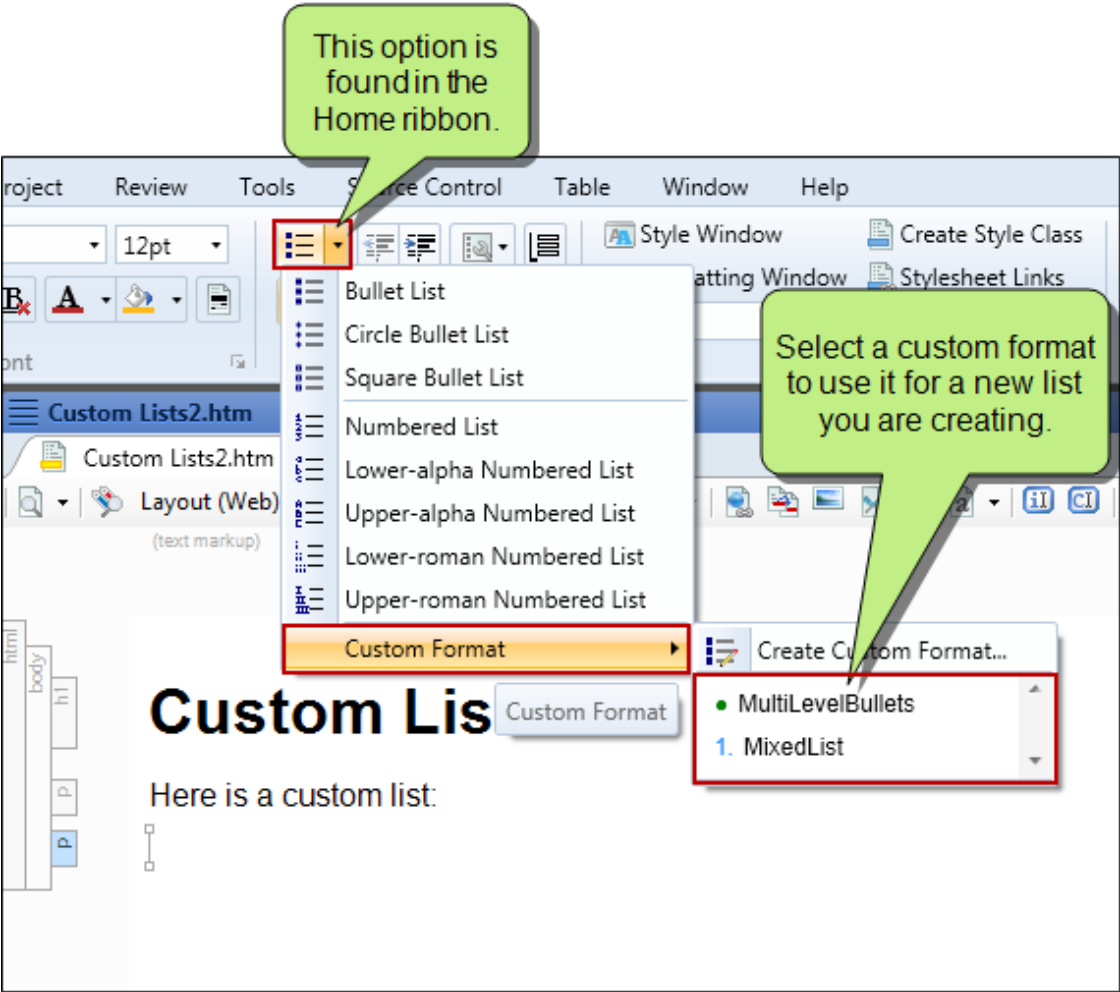 This option is
found in the
Home ribbon.
roject Review Tools Source Control Table Window Help
12pt
Style Window
Create Style Class
atting Window
Stylesheet Links
B A
ont
Bullet List
Circle Bullet List
Square Bullet List
Numbered List
Lower-alpha Numbered List
Upper-alpha Numbered List
Lower-roman Numbered List
Upper-roman Numbered List
Custom Format
Select a custom format
to use it for a new list
you are creating.
Custom Lists2.htm
Custom Lists2.htm
Layout (Web)
(text markup)
Create Custom Format...
• MultiLevelBullets
1. MixedList
Custom Format
html
body
h1
p
p
Custom Lis
Here is a custom list: